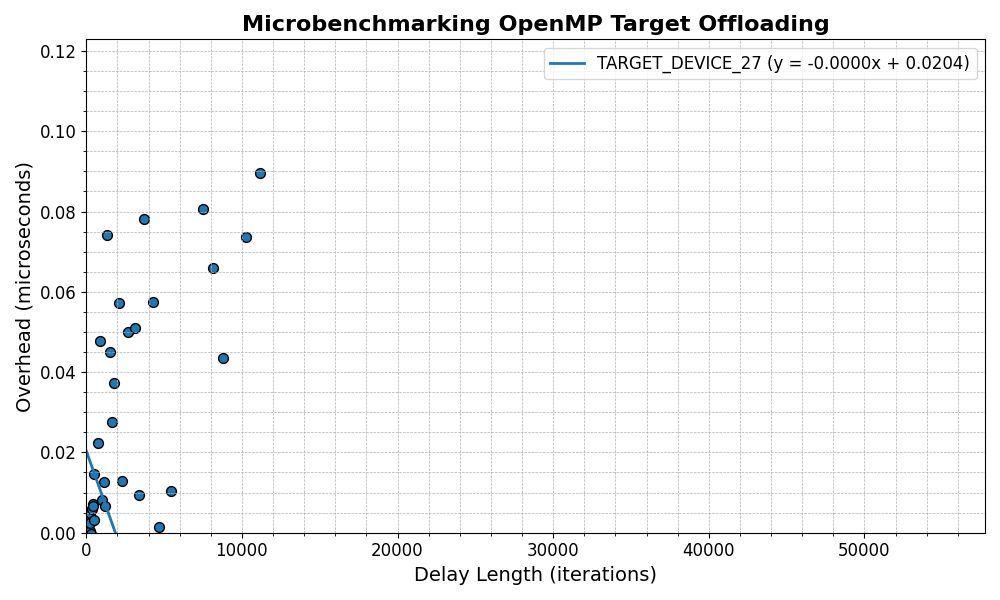 Microbenchmarking OpenMP Target Offloading
TARGET_DEVICE_27 (y = -0.0000x + 0.0204)
0.12
0.10
0.08
0.06
0.04
0.02
0.00
Overhead (microseconds)
0 10000 20000 30000 40000 50000
Delay Length (iterations)